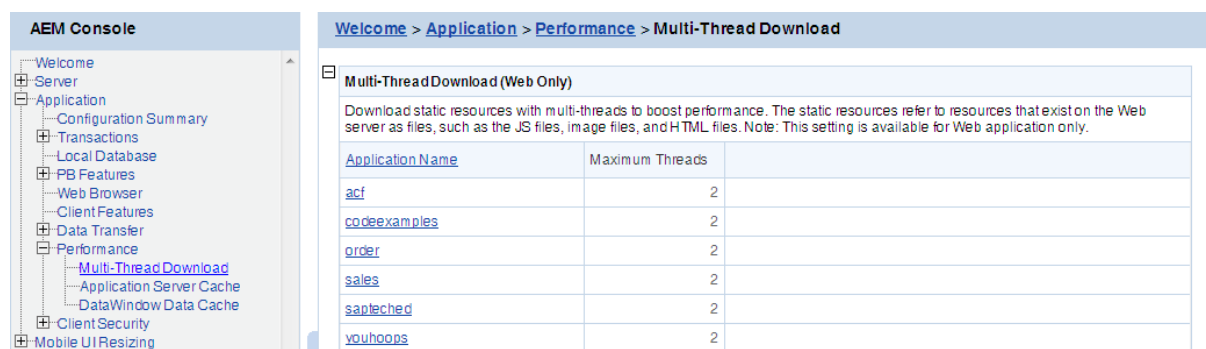 AEM Console
Welcome
Server
Application
Configuration Summary
Transactions
Local Database
PB Features
Web Browser
Client Features
Data Transfer
Performance
Multi-Thread Download
Application Server Cache
DataWindow Data Cache
Client Security
Mobile UI Resizing
Welcome > Application > Performance > Multi-Thread Download
Multi-Thread Download (Web Only)
Download static resources with multi-threads to boost performance. The static resources refer to resources that exist on the Web
server as files, such as the JS files, image files, and HTML files. Note: This setting is available for Web application only.
Application Name Maximum Threads
acf 2
codeexamples 2
order 2
sales 2
sapteched 2
youhoops 2